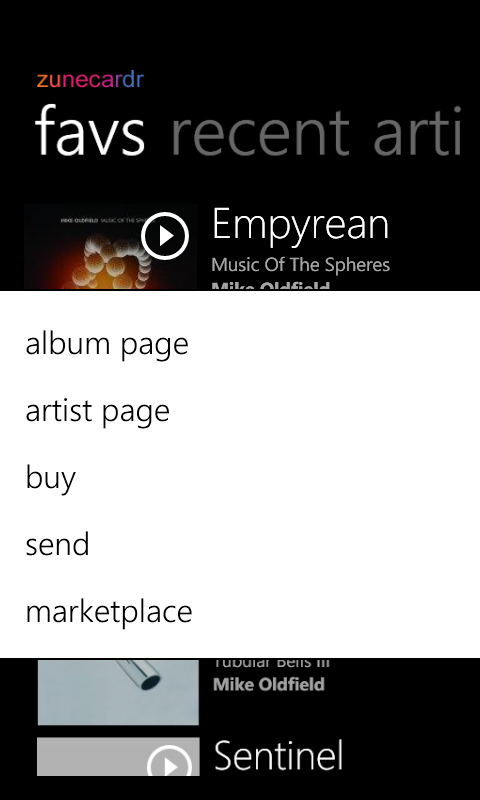 zunecardr
favs recent arti
MIKE OLDFIELD MUSIC OF THE SPHE
Empyrean
Music Of The Spheres
Mike Oldfield
album page
artist page
buy
send
marketplace
Tubular Bells III
Mike Oldfield
Sentinel